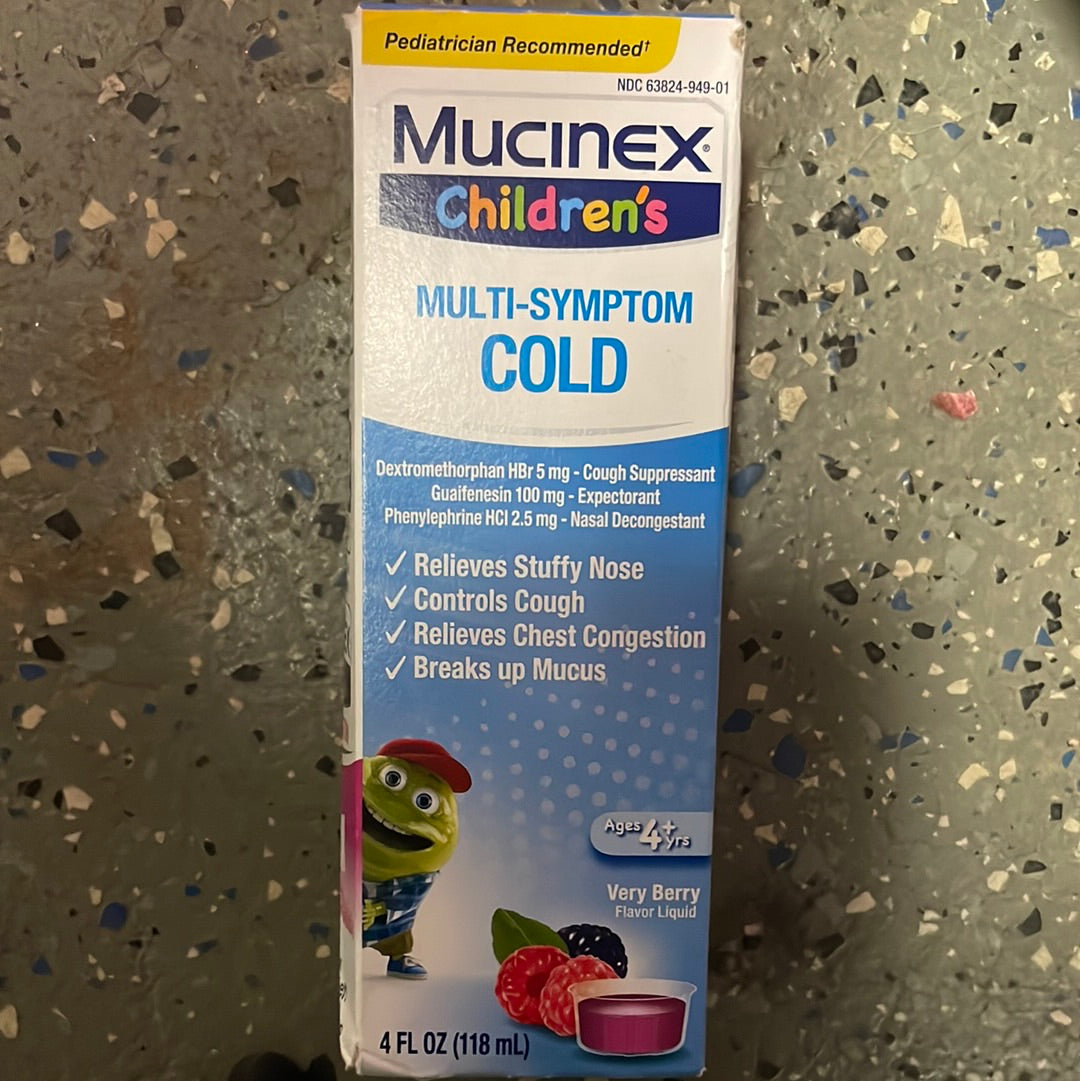 Pediatrician Recommended†
NDC 63824-949-01
Mucinex®
Children's
MULTI-SYMPTOM
COLD
Dextromethorphan HBr 5 mg - Cough Suppressant
Guaifenesin 100 mg - Expectorant
Phenylephrine HCl 2.5 mg - Nasal Decongestant
✓ Relieves Stuffy Nose
✓ Controls Cough
✓ Relieves Chest Congestion
✓ Breaks up Mucus
Ages 4+ yrs
Very Berry
Flavor Liquid
4 FL OZ (118 mL)